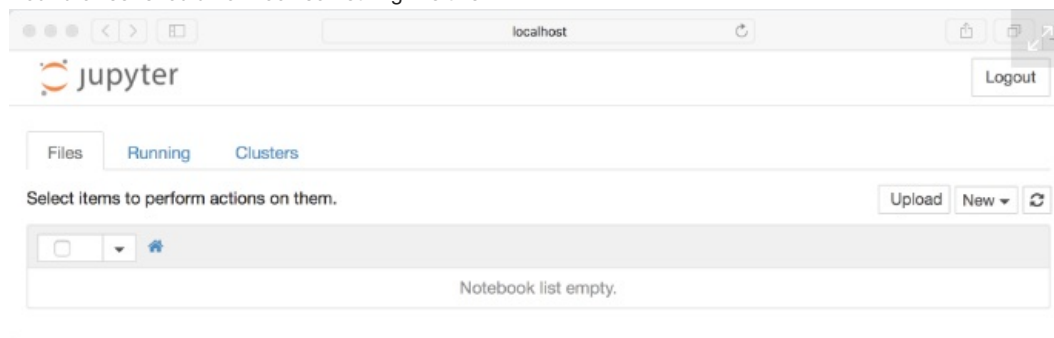 localhost
jupyter
Logout
Files Running Clusters
Select items to perform actions on them.
Upload New
Notebook list empty.